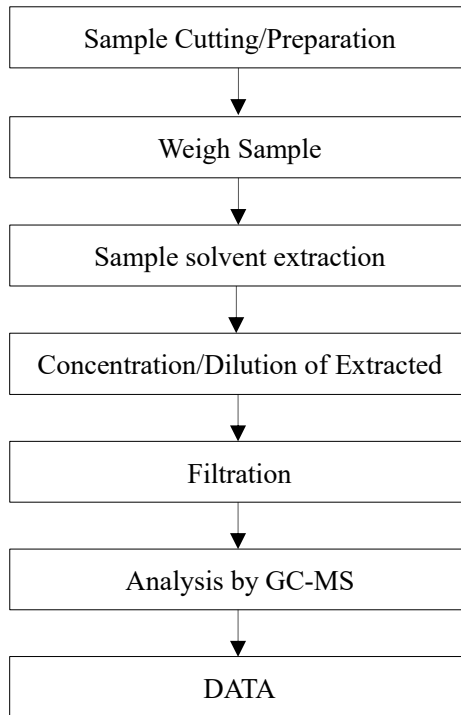 Sample Cutting/Preparation
Weigh Sample
Sample solvent extraction
Concentration/Dilution of Extracted
Filtration
Analysis by GC-MS
DATA